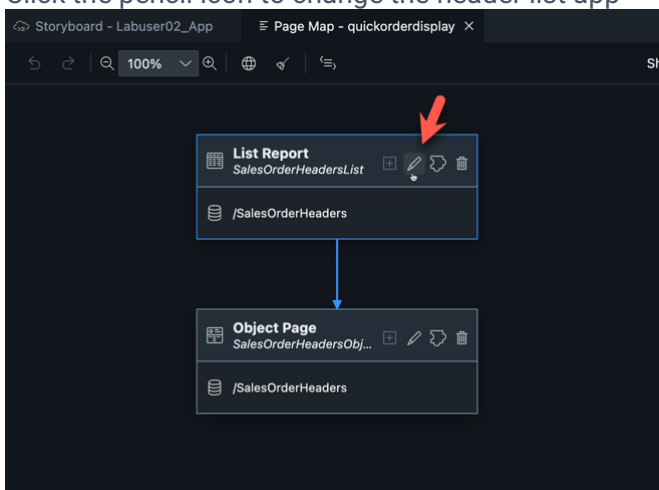 Click the pencil icon to change the header list app
Storyboard - Labuser02_App
Page Map - quickorderdisplay
100%
Sh
List Report
SalesOrderHeadersList
/SalesOrderHeaders
Object Page
SalesOrderHeadersObj...
/SalesOrderHeaders